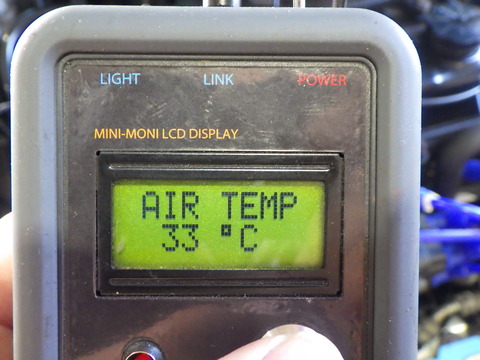 LIGHT LINK POWER
MINI-MONI LCD DISPLAY
AIR TEMP
33 °C